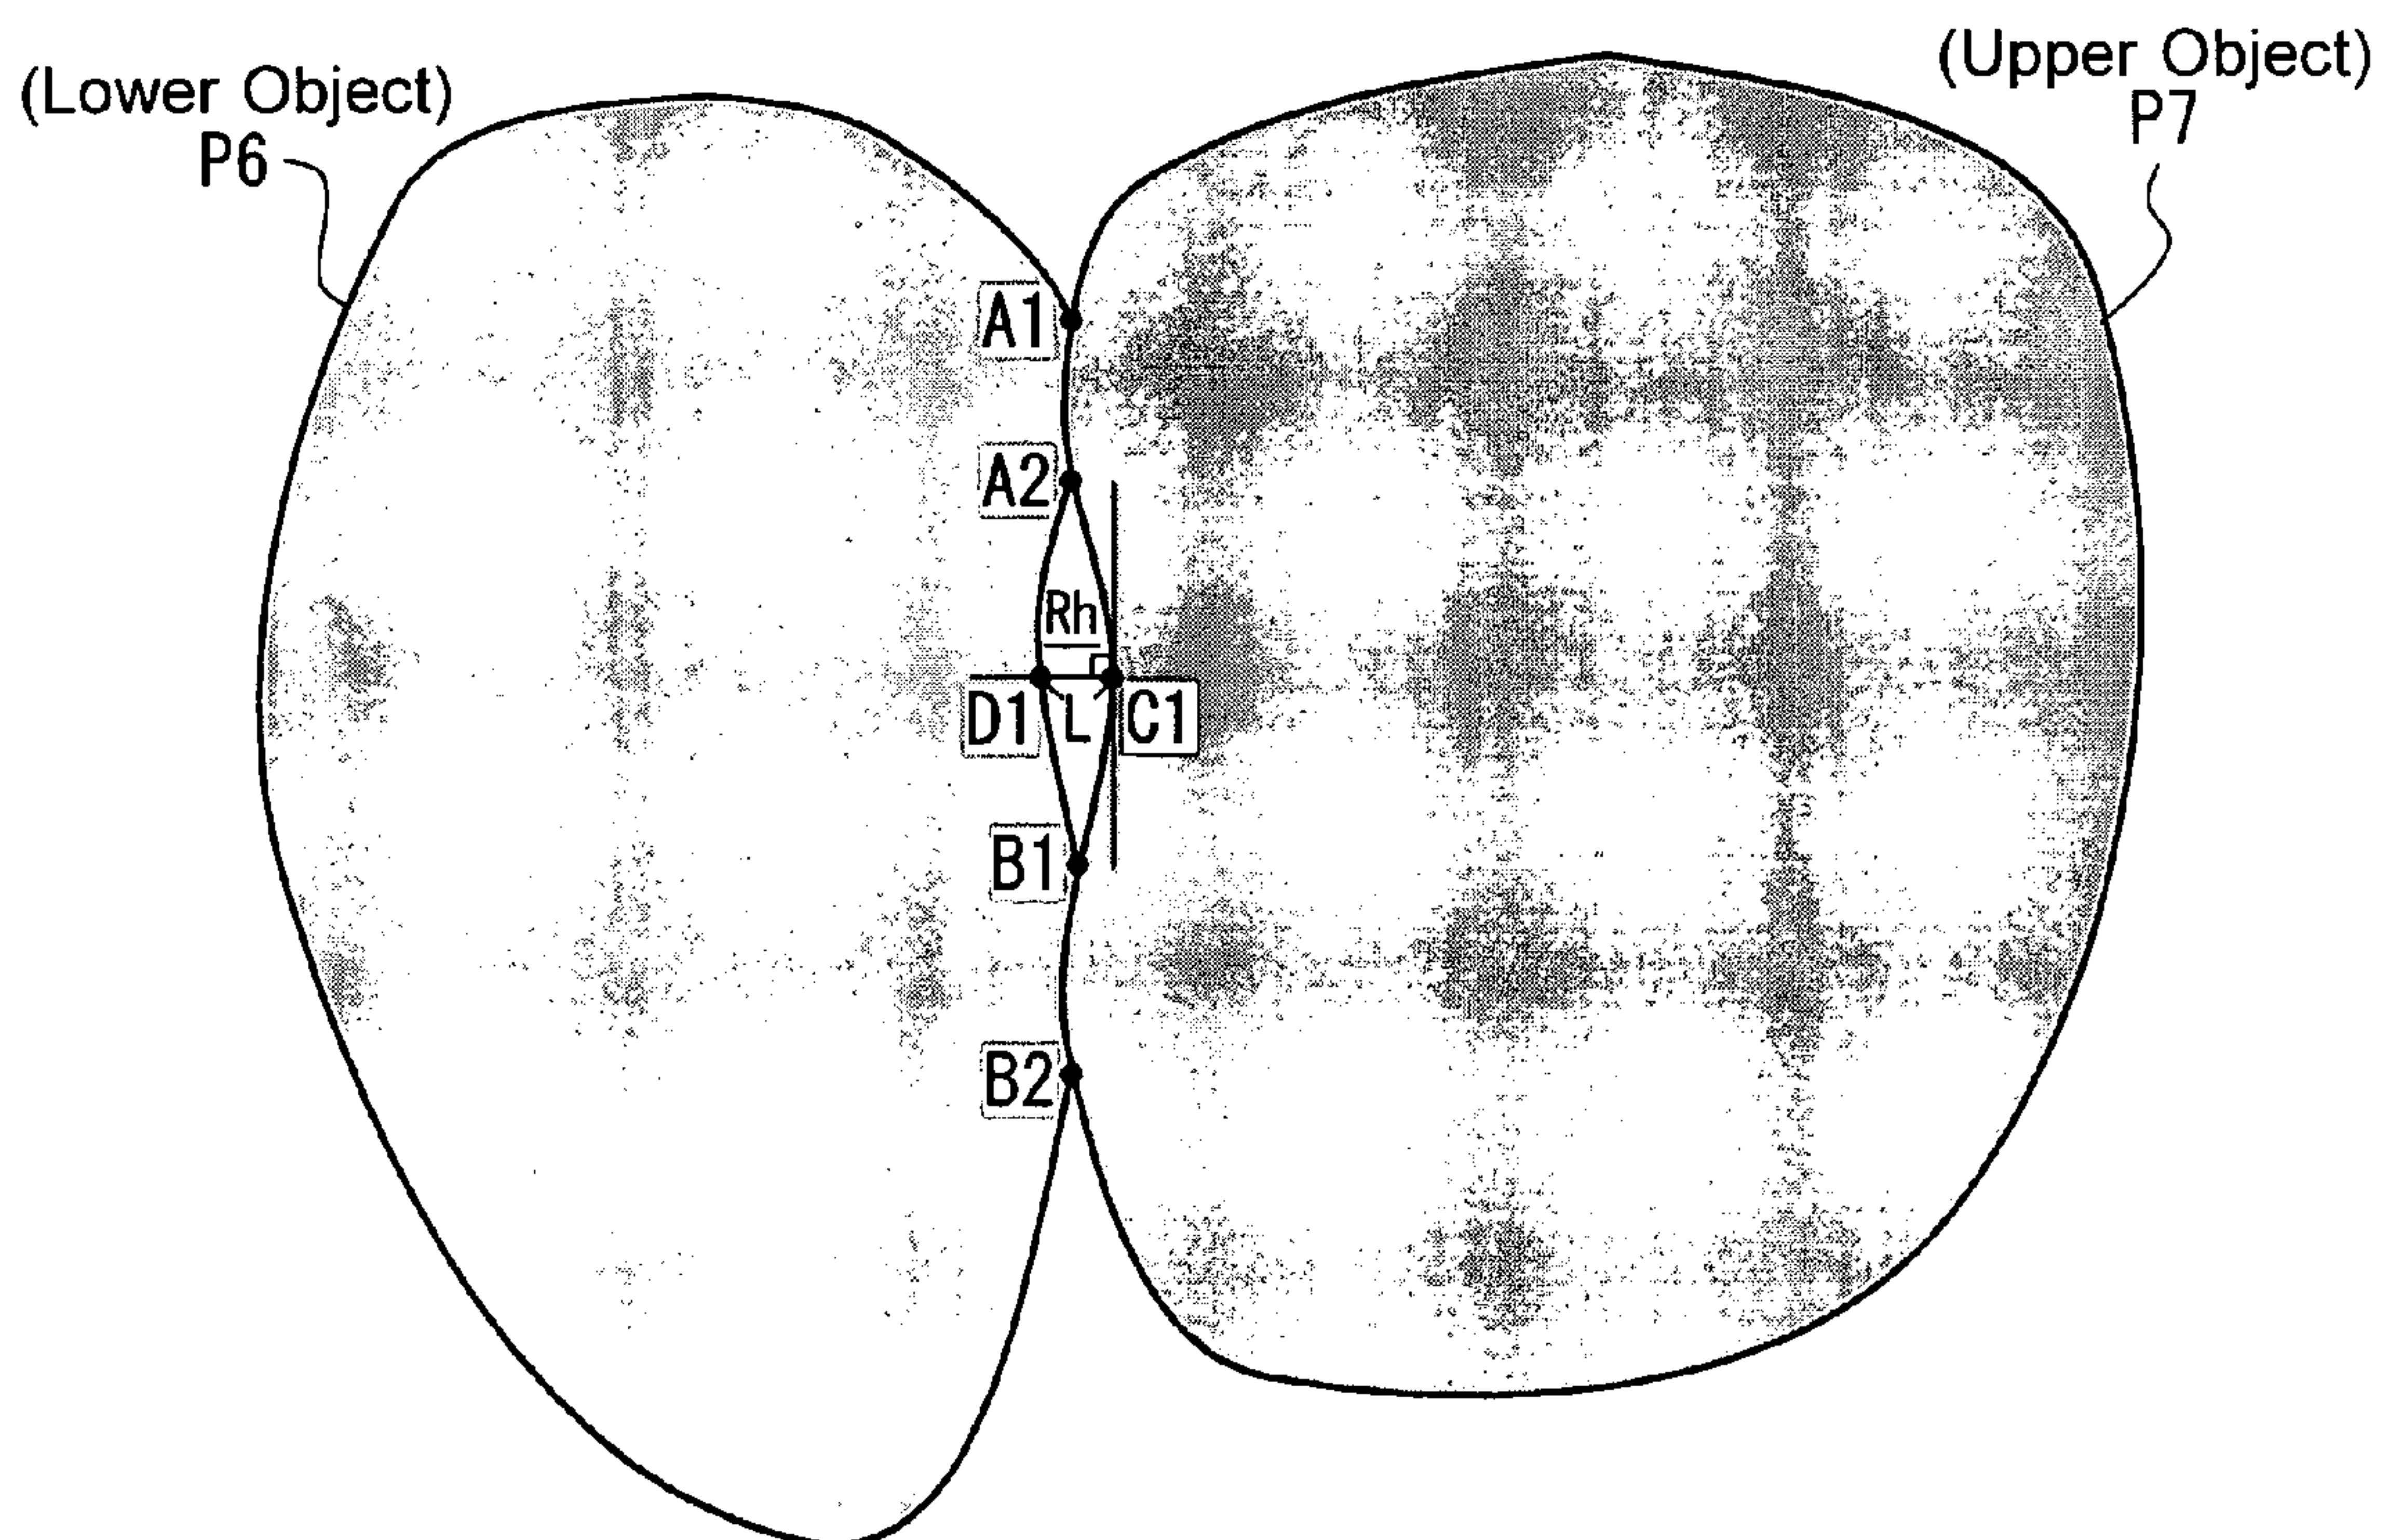 (Lower Object)
P6
(Upper Object)
P7
A1
A2
Rh
D1 L C1
B1
B2